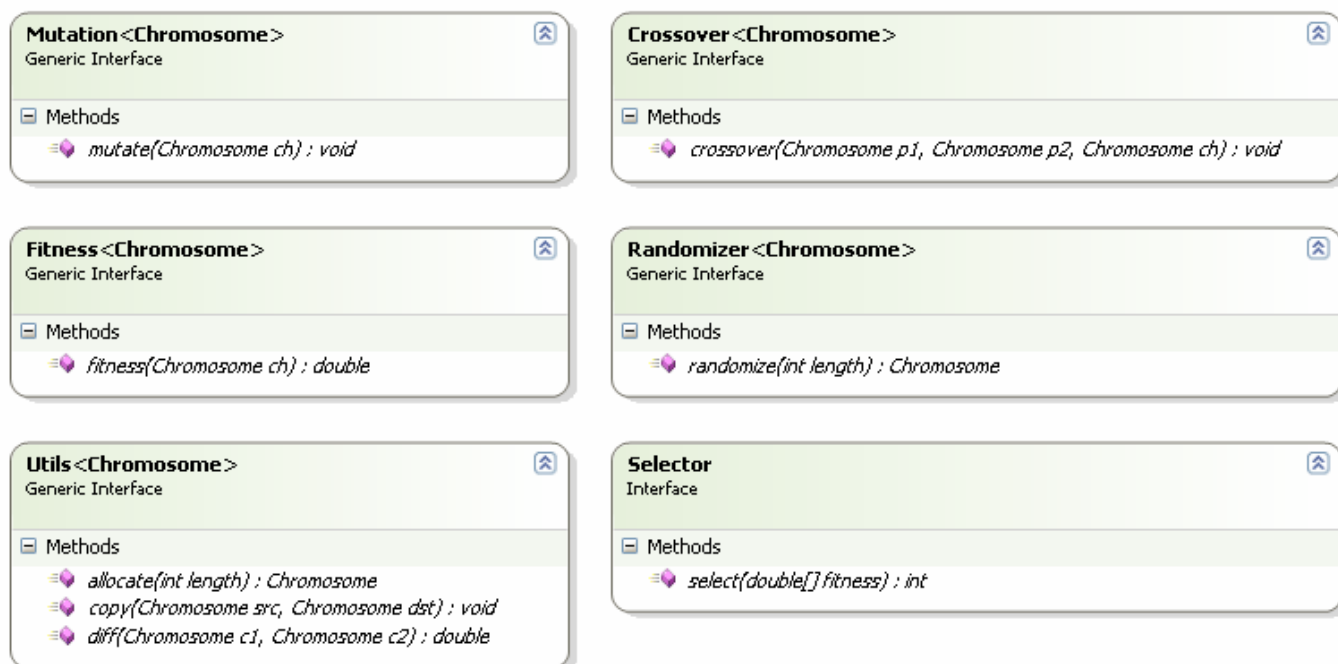 Mutation<Chromosome>
Generic Interface
Methods
mutate(Chromosome ch) : void
Crossover<Chromosome>
Generic Interface
Methods
crossover(Chromosome p1, Chromosome p2, Chromosome ch) : void
Fitness<Chromosome>
Generic Interface
Methods
fitness(Chromosome ch) : double
Randomizer<Chromosome>
Generic Interface
Methods
randomize(int length) : Chromosome
Utils<Chromosome>
Generic Interface
Methods
allocate(int length) : Chromosome
copy(Chromosome src, Chromosome dst) : void
diff(Chromosome c1, Chromosome c2) : double
Selector
Interface
Methods
select(double[] fitness) : int